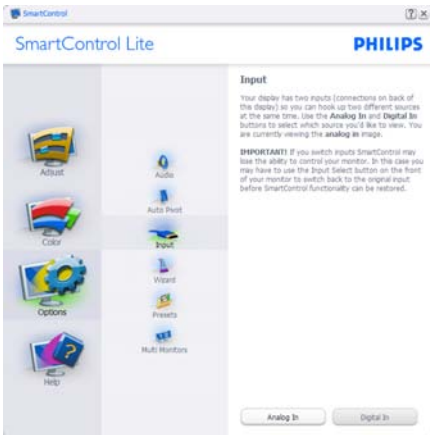 SmartControl
SmartControl Lite
PHILIPS
Adjust
Color
Options
Help
Audio
Auto Pivot
Input
Wizard
Presets
Multi Monitors
Input
Your display has two inputs (connections on back of
the display) so you can hook up two different sources
at the same time. Use the Analog In and Digital In
buttons to select which source you'd like to view. You
are currently viewing the analog in image.
IMPORTANT! If you switch inputs SmartControl may
lose the ability to control your monitor. In this case you
may have to use the Input Select button on the front
of your monitor to switch back to the original input
before SmartControl functionality can be restored.
Analog In
Digital In